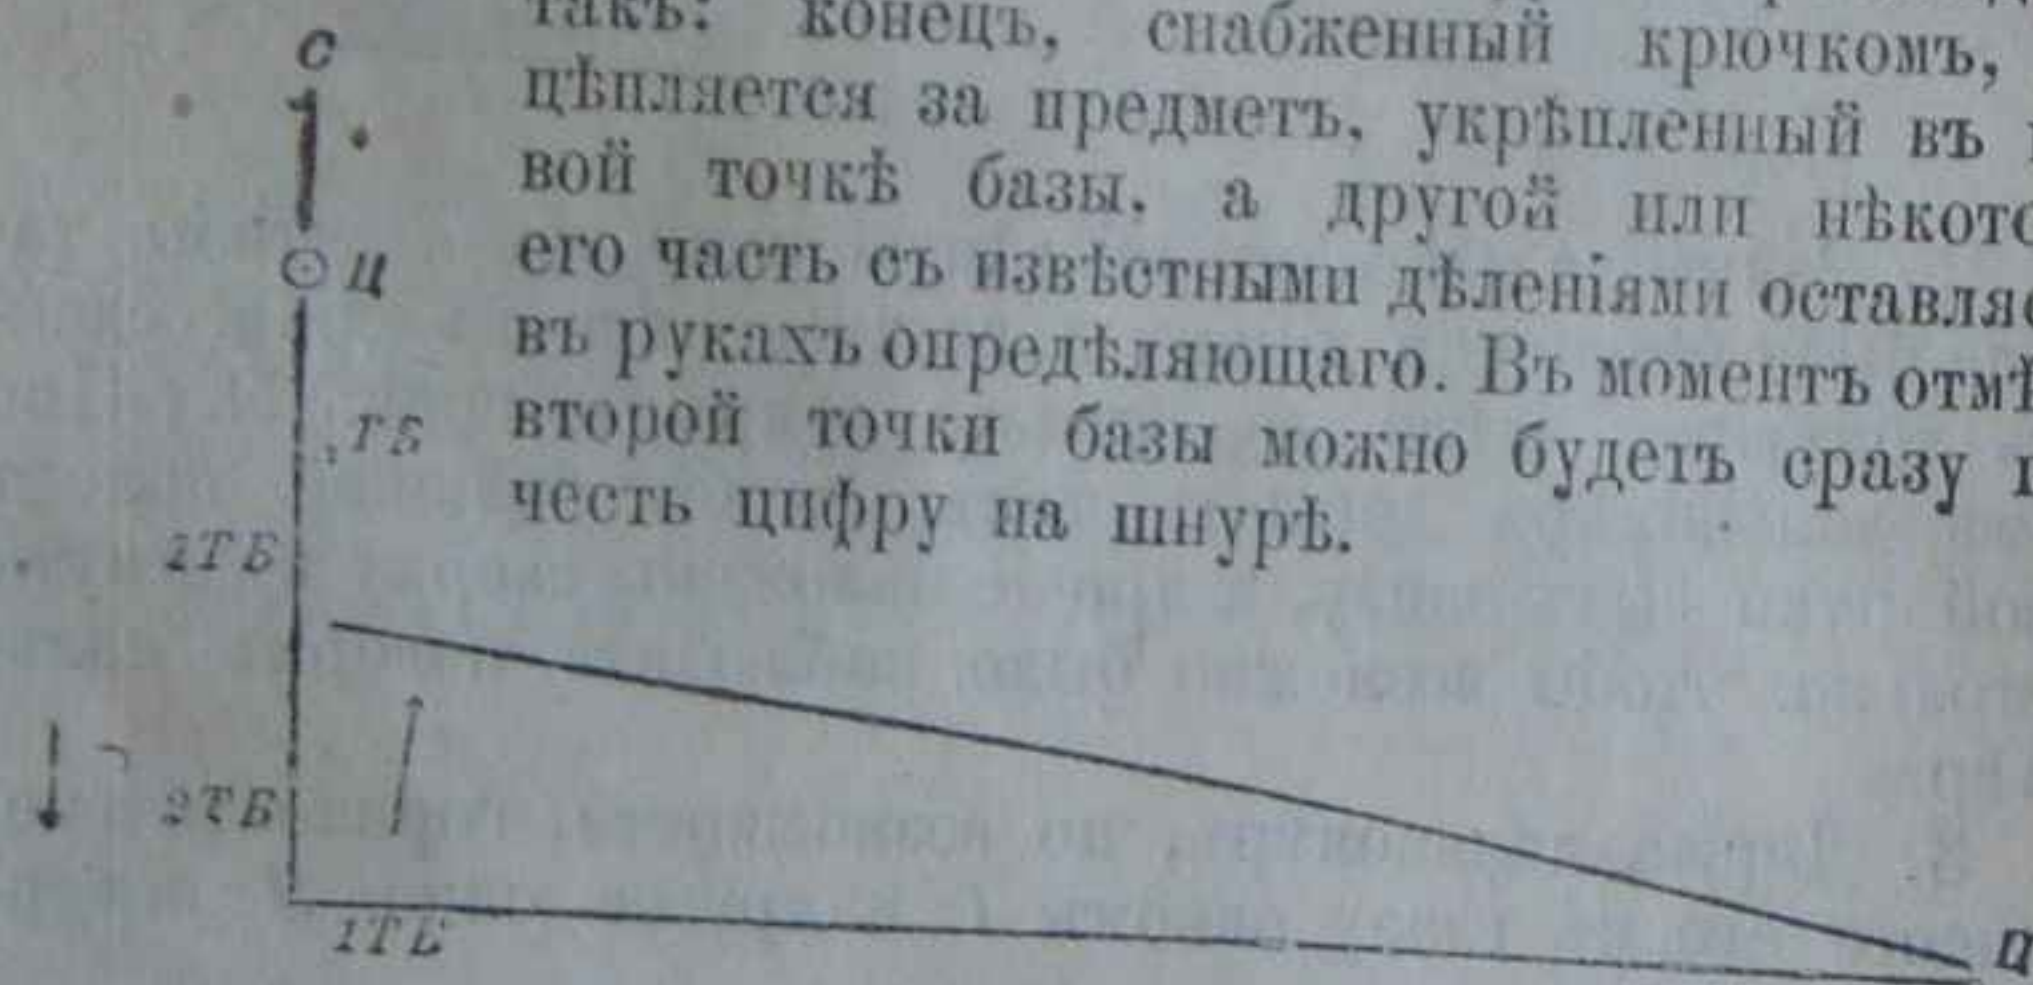 такъ: конецъ, снабженный крючкомъ,
цѣпляется за предметъ, укрѣпленный въ
вой точкѣ базы, а другой или нѣкото
его часть съ извѣстными дѣленіями оставля
въ рукахъ опредѣляющаго. Въ моментъ отмѣ
второй точки базы можно будетъ сразу п
честь цифру на шнурѣ.
С
Ц
ТБ
1ТБ
2ТБ
1ТБ
Ц